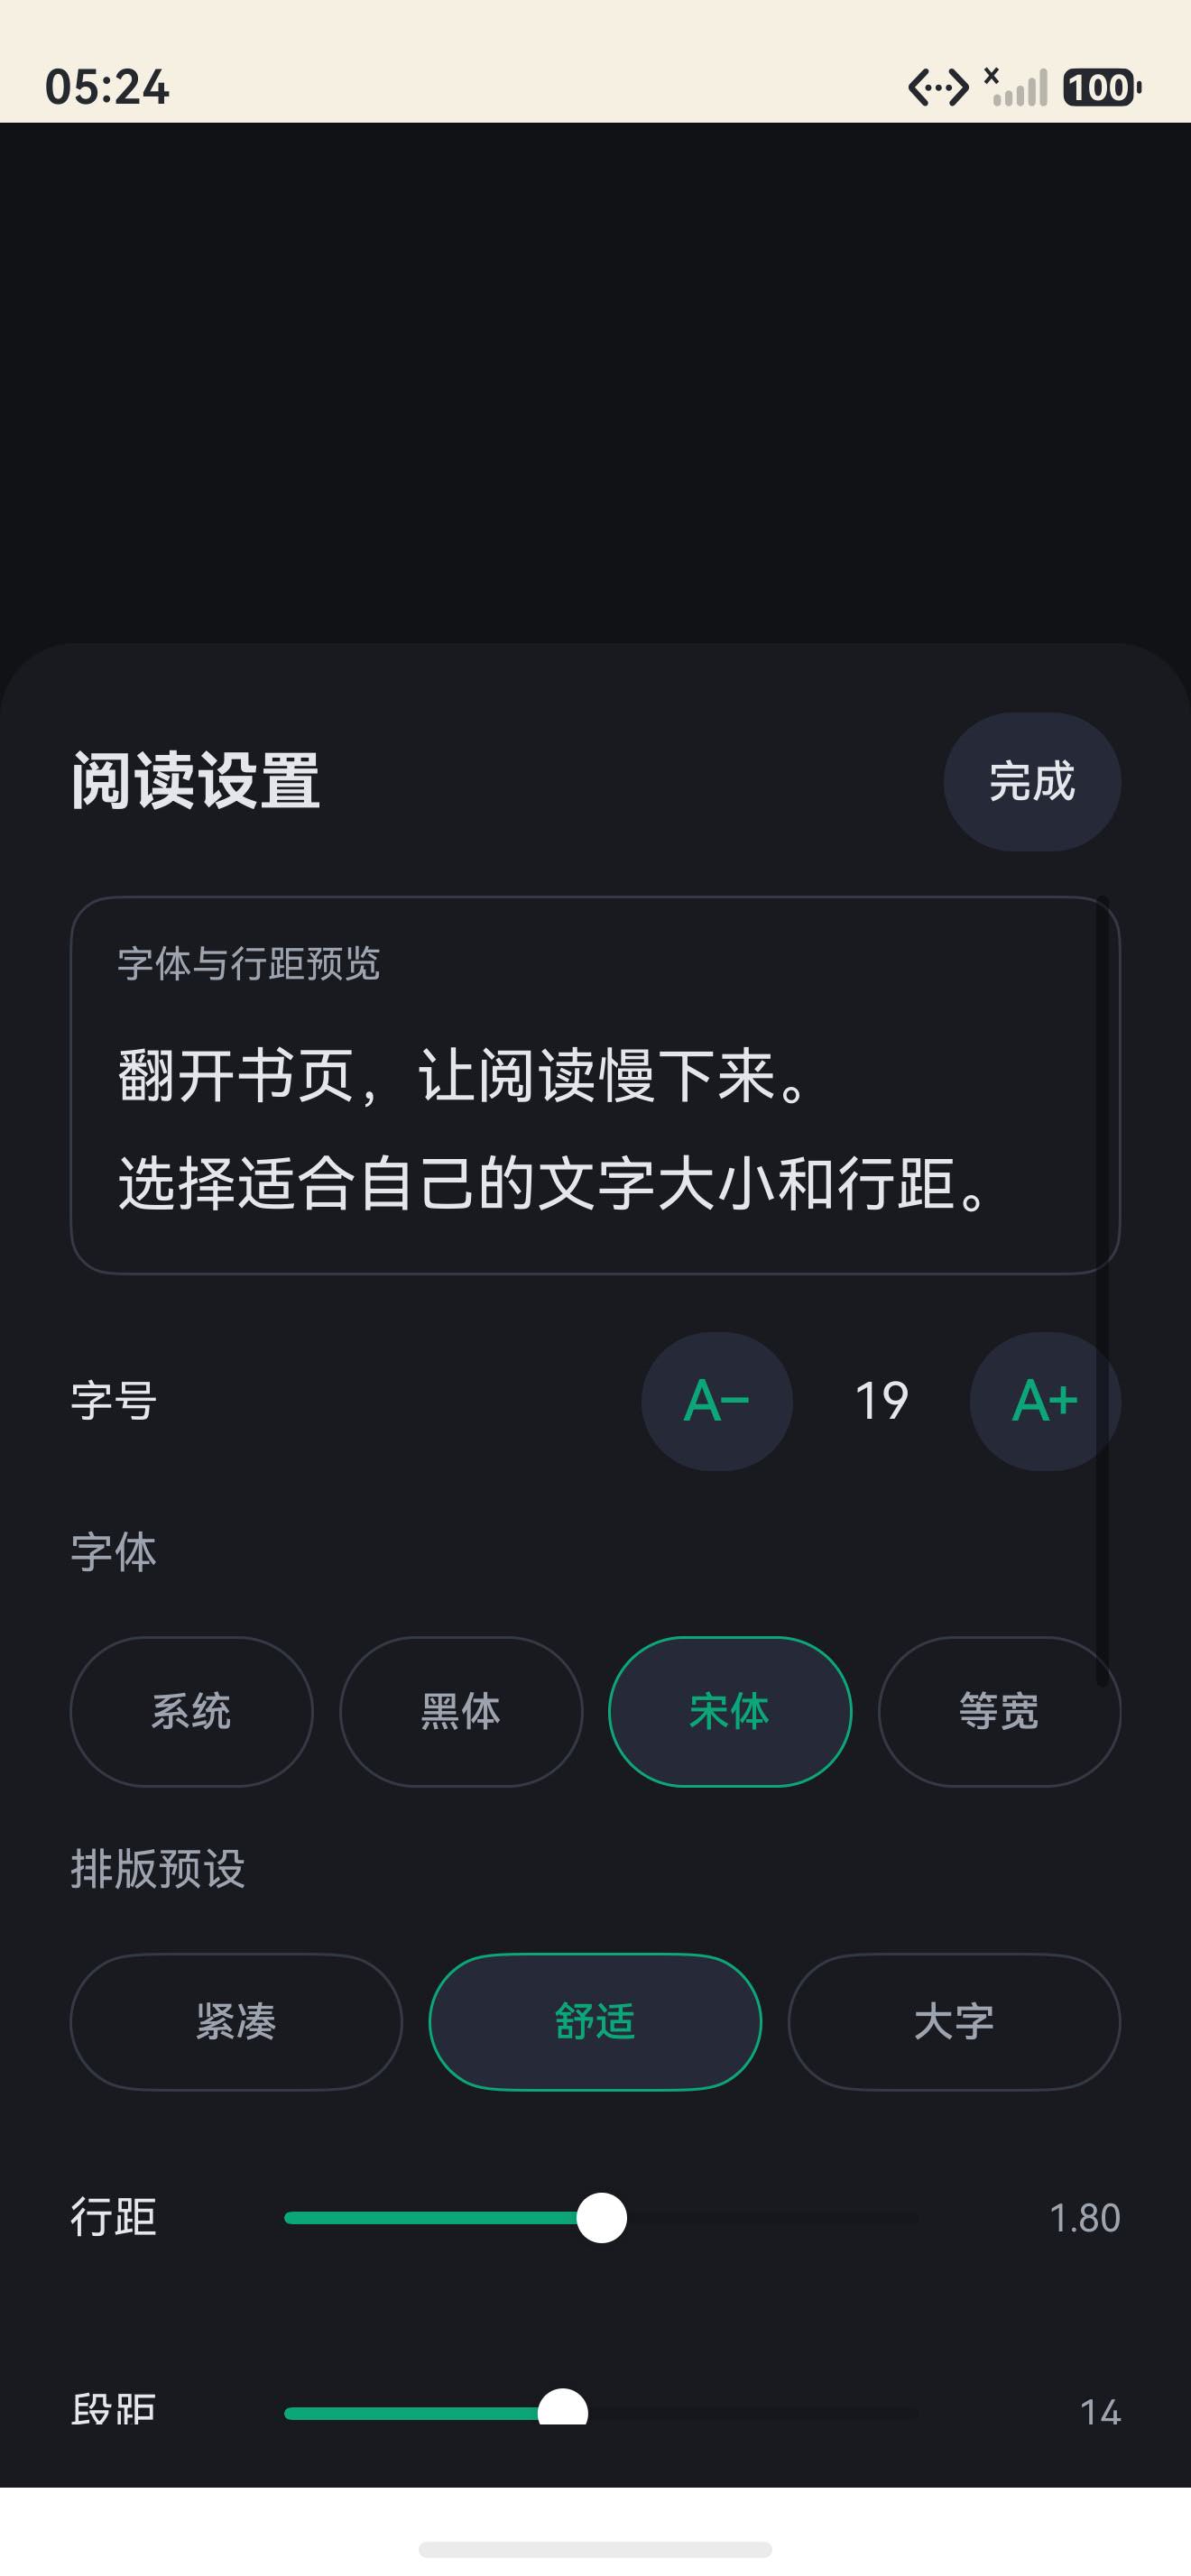 05:24
100
阅读设置
完成
字体与行距预览
翻开书页，让阅读慢下来。
选择适合自己的文字大小和行距。
字号
A−
19
A+
字体
系统
黑体
宋体
等宽
排版预设
紧凑
舒适
大字
行距
1.80
段距
14